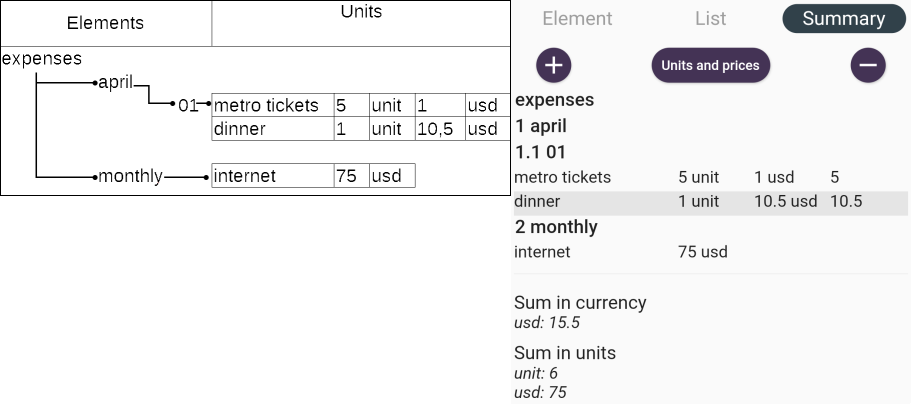 Elements Units
expenses
april
01 metro tickets 5 unit 1 usd
dinner 1 unit 10,5 usd
monthly internet 75 usd
Element List Summary
+ Units and prices −
expenses
1 april
1.1 01
metro tickets 5 unit 1 usd 5
dinner 1 unit 10.5 usd 10.5
2 monthly
internet 75 usd
Sum in currency
usd: 15.5
Sum in units
unit: 6
usd: 75